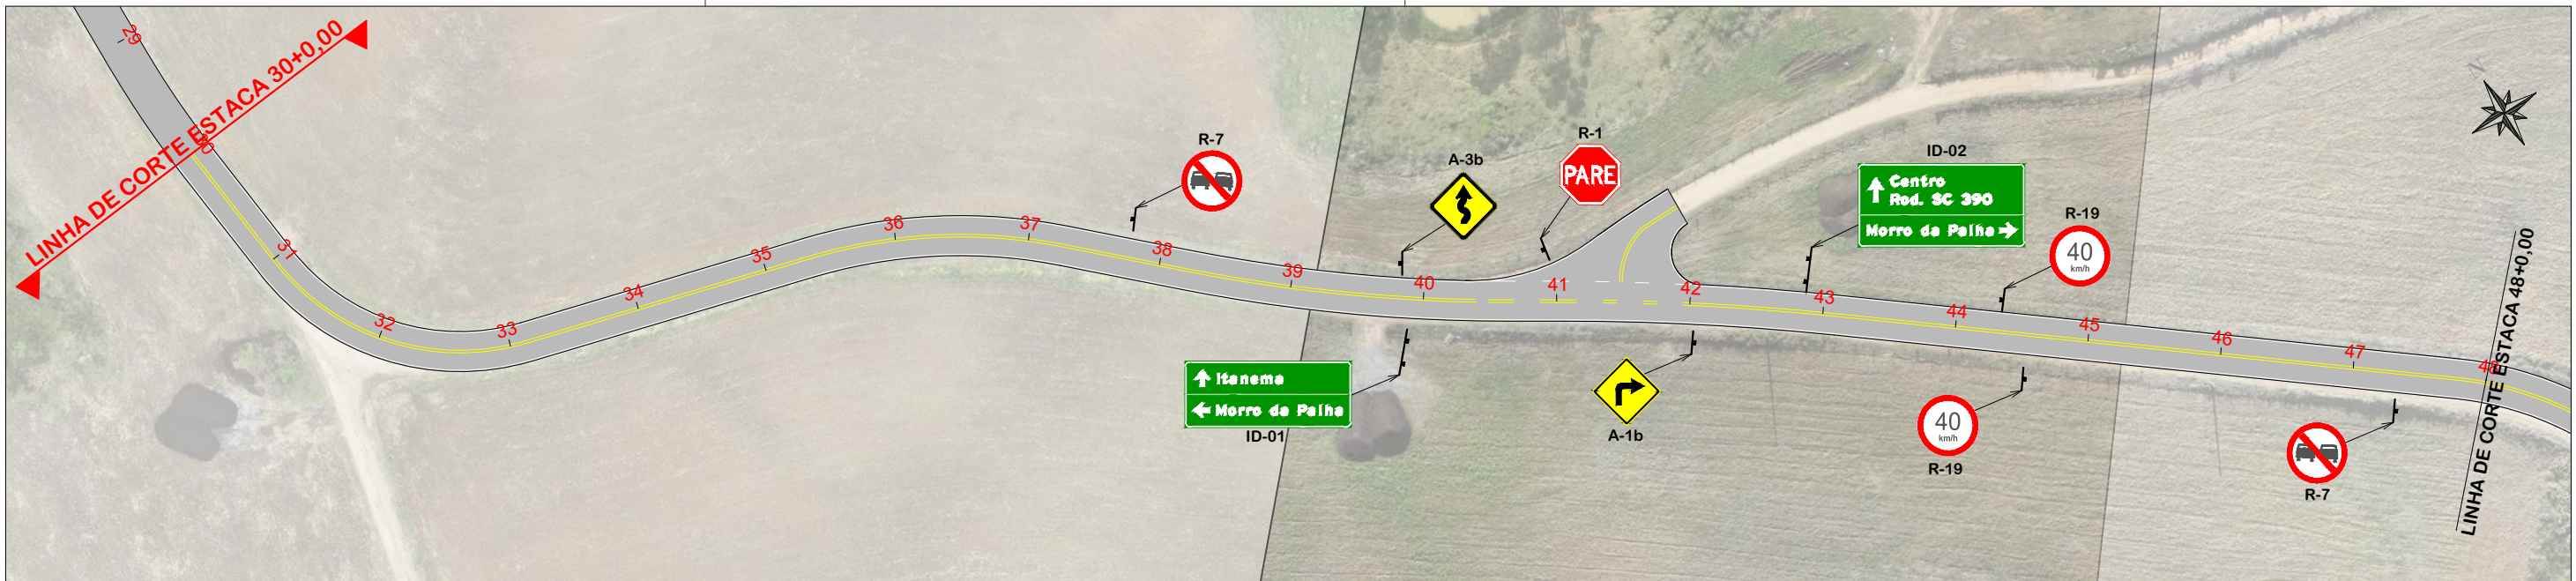 29
LINHA DE CORTE ESTACA 30+0,00
30
31
32
33
34
35
36
37
38
39
40
41
42
43
44
45
46
47
48
R-7
A-3b
R-1
PARE
ID-02
Centro
Rod. SC 390
Morro da Palha
R-19
40
km/h
N
Itanema
Morro da Palha
ID-01
A-1b
40
km/h
R-19
R-7
LINHA DE CORTE ESTACA 48+0,00